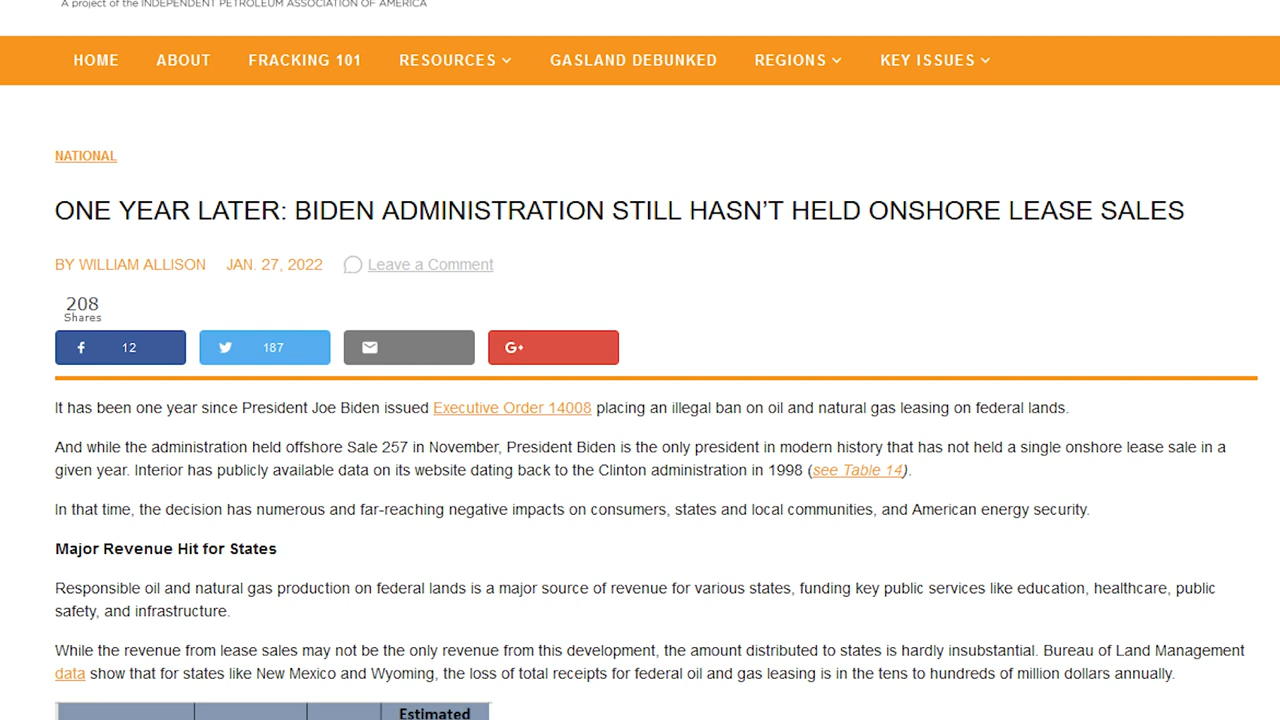 A project of the INDEPENDENT PETROLEUM ASSOCIATION OF AMERICA
HOME ABOUT FRACKING 101 RESOURCES GASLAND DEBUNKED REGIONS KEY ISSUES
NATIONAL
ONE YEAR LATER: BIDEN ADMINISTRATION STILL HASN'T HELD ONSHORE LEASE SALES
BY WILLIAM ALLISON JAN. 27, 2022 Leave a Comment
208
Shares
12 187 G+
It has been one year since President Joe Biden issued Executive Order 14008 placing an illegal ban on oil and natural gas leasing on federal lands.
And while the administration held offshore Sale 257 in November, President Biden is the only president in modern history that has not held a single onshore lease sale in a
given year. Interior has publicly available data on its website dating back to the Clinton administration in 1998 (see Table 14).
In that time, the decision has numerous and far-reaching negative impacts on consumers, states and local communities, and American energy security.
Major Revenue Hit for States
Responsible oil and natural gas production on federal lands is a major source of revenue for various states, funding key public services like education, healthcare, public
safety, and infrastructure.
While the revenue from lease sales may not be the only revenue from this development, the amount distributed to states is hardly insubstantial. Bureau of Land Management
data show that for states like New Mexico and Wyoming, the loss of total receipts for federal oil and gas leasing is in the tens to hundreds of million dollars annually.
Estimated